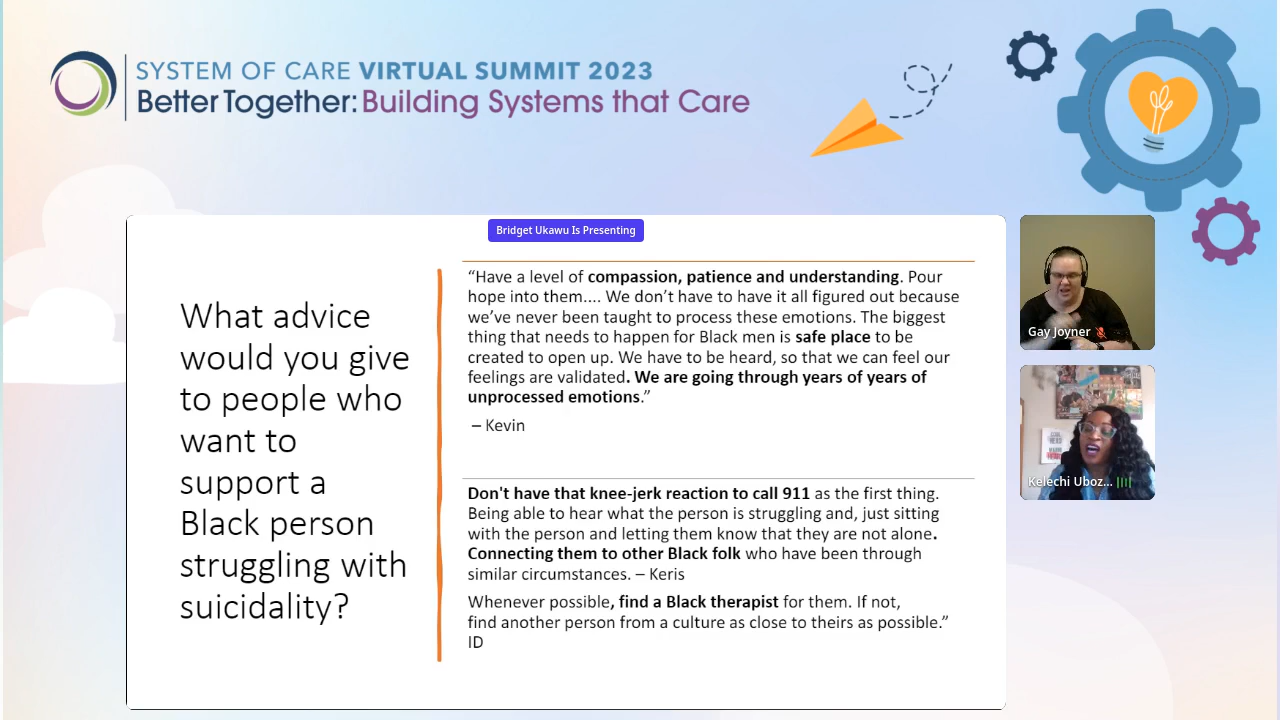 SYSTEM OF CARE VIRTUAL SUMMIT 2023
Better Together: Building Systems that Care
Bridget Ukawu Is Presenting
What advice
would you give
to people who
want to
support a
Black person
struggling with
suicidality?
“Have a level of compassion, patience and understanding. Pour
hope into them.... We don’t have to have it all figured out because
we’ve never been taught to process these emotions. The biggest
thing that needs to happen for Black men is safe place to be
created to open up. We have to be heard, so that we can feel our
feelings are validated. We are going through years of years of
unprocessed emotions.”
– Kevin
Don't have that knee-jerk reaction to call 911 as the first thing.
Being able to hear what the person is struggling and, just sitting
with the person and letting them know that they are not alone.
Connecting them to other Black folk who have been through
similar circumstances. – Keris
Whenever possible, find a Black therapist for them. If not,
find another person from a culture as close to theirs as possible.”
ID
Gay Joyner
Kelechi Uboz...